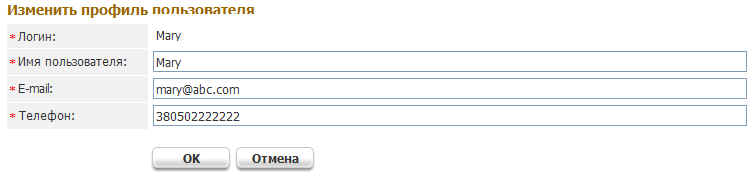 Изменить профиль пользователя
* Логин: Mary
* Имя пользователя: Mary
* E-mail: mary@abc.com
* Телефон: 380502222222
OK Отмена